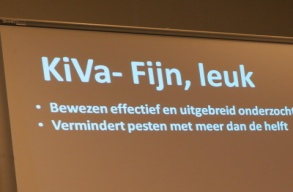 KiVa- Fijn, leuk
• Bewezen effectief en uitgebreid onderzocht
• Vermindert pesten met meer dan de helft